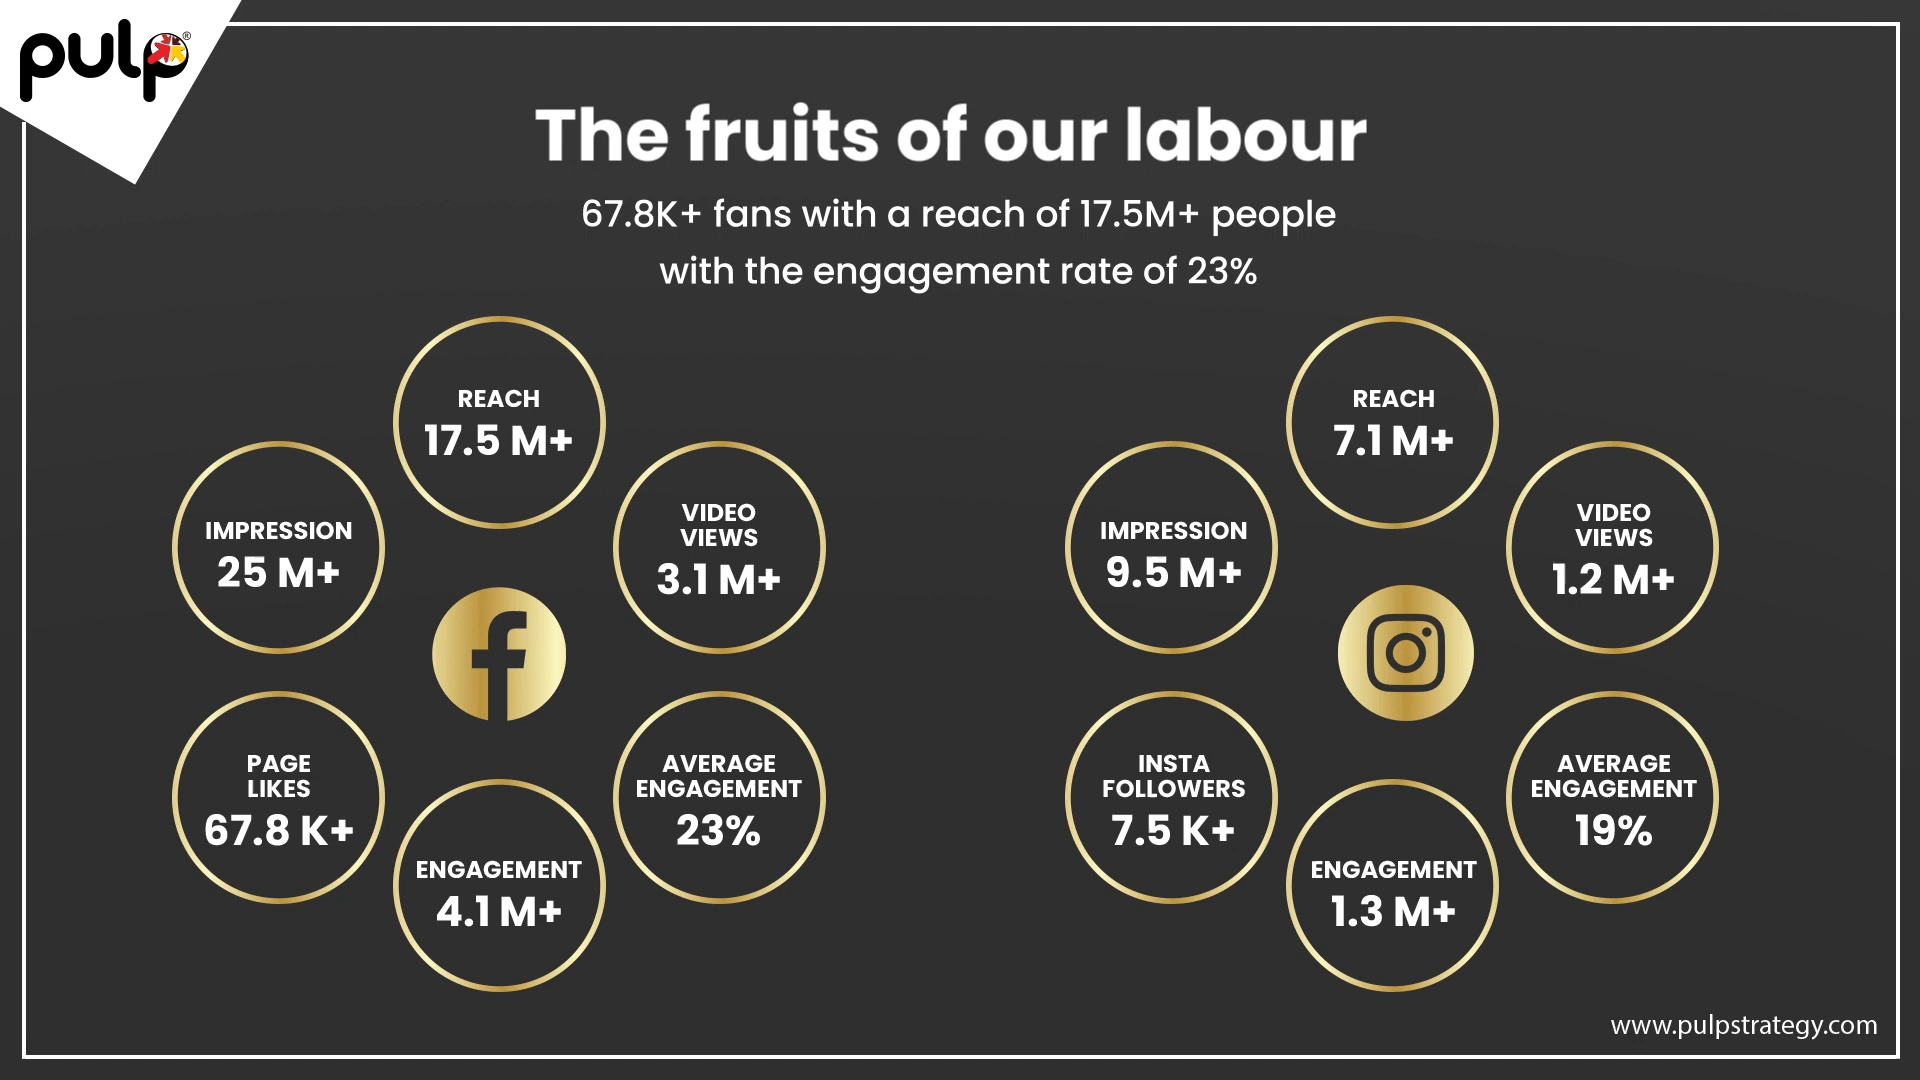 pulp®
The fruits of our labour
67.8K+ fans with a reach of 17.5M+ people
with the engagement rate of 23%
REACH
17.5 M+
IMPRESSION
25 M+
VIDEO
VIEWS
3.1 M+
PAGE
LIKES
67.8 K+
AVERAGE
ENGAGEMENT
23%
ENGAGEMENT
4.1 M+
REACH
7.1 M+
IMPRESSION
9.5 M+
VIDEO
VIEWS
1.2 M+
INSTA
FOLLOWERS
7.5 K+
AVERAGE
ENGAGEMENT
19%
ENGAGEMENT
1.3 M+
www.pulpstrategy.com